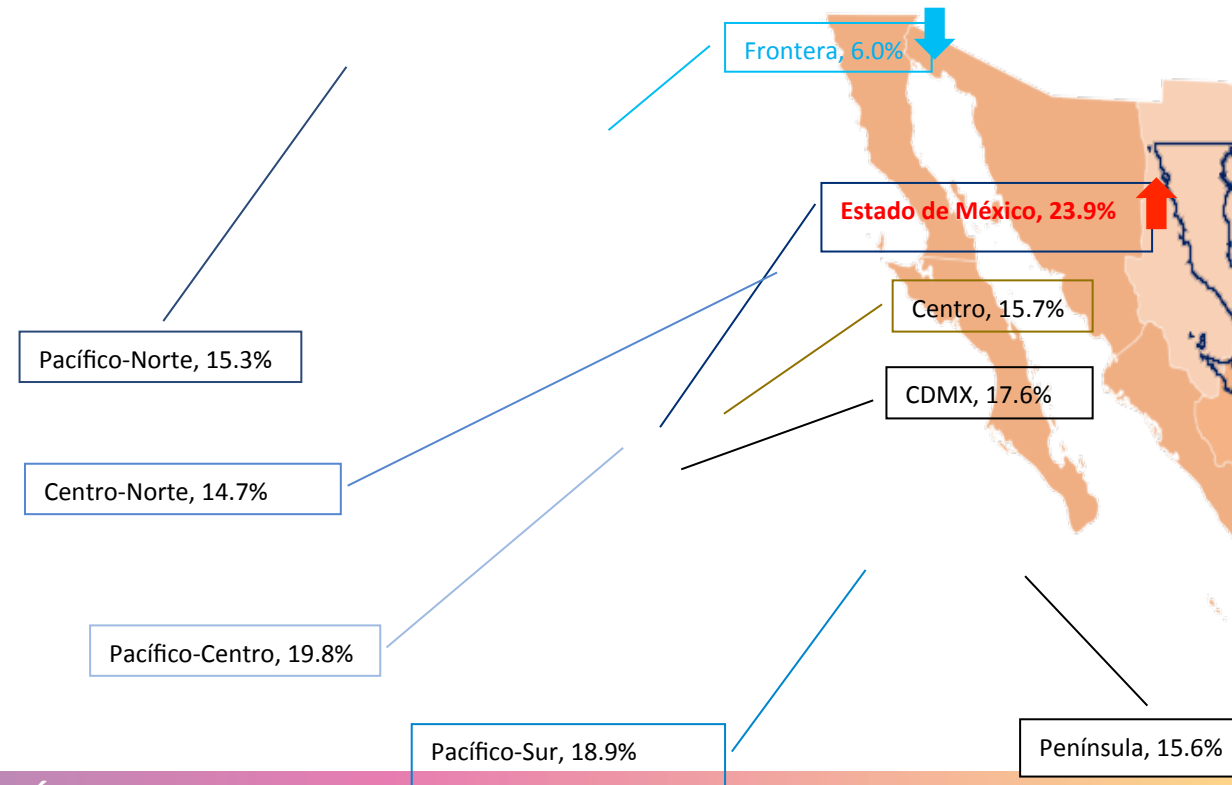 Frontera, 6.0%
Estado de México, 23.9%
Centro, 15.7%
Pacífico-Norte, 15.3%
CDMX, 17.6%
Centro-Norte, 14.7%
Pacífico-Centro, 19.8%
Pacífico-Sur, 18.9%
Península, 15.6%